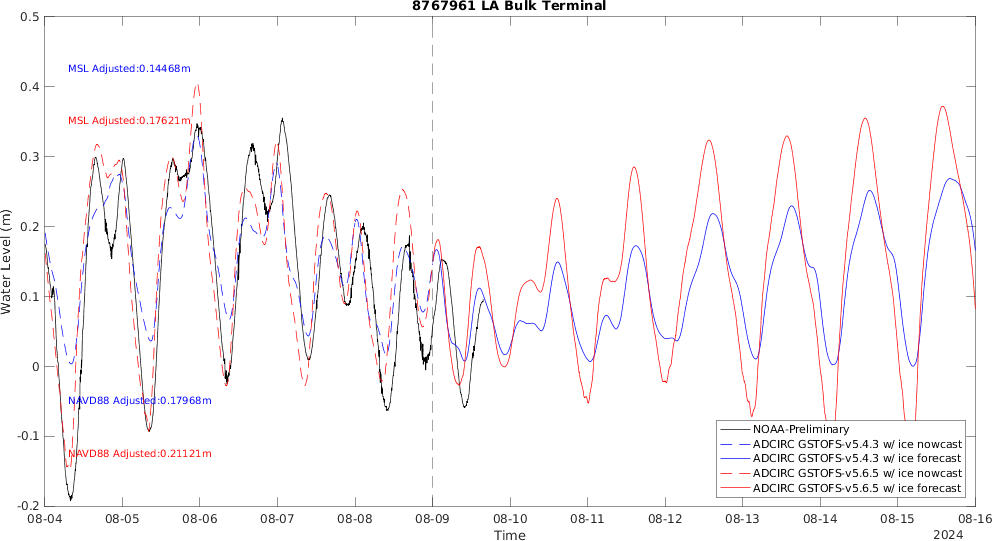 8767961 LA Bulk Terminal
0.5
0.4
0.3
0.2
0.1
0
-0.1
-0.2
Water Level (m)
MSL Adjusted:0.14468m
MSL Adjusted:0.17621m
NAVD88 Adjusted:0.17968m
NAVD88 Adjusted:0.21121m
NOAA-Preliminary
ADCIRC GSTOFS-v5.4.3 w/ ice nowcast
ADCIRC GSTOFS-v5.4.3 w/ ice forecast
ADCIRC GSTOFS-v5.6.5 w/ ice nowcast
ADCIRC GSTOFS-v5.6.5 w/ ice forecast
08-04 08-05 08-06 08-07 08-08 08-09 08-10 08-11 08-12 08-13 08-14 08-15 08-16
Time
2024